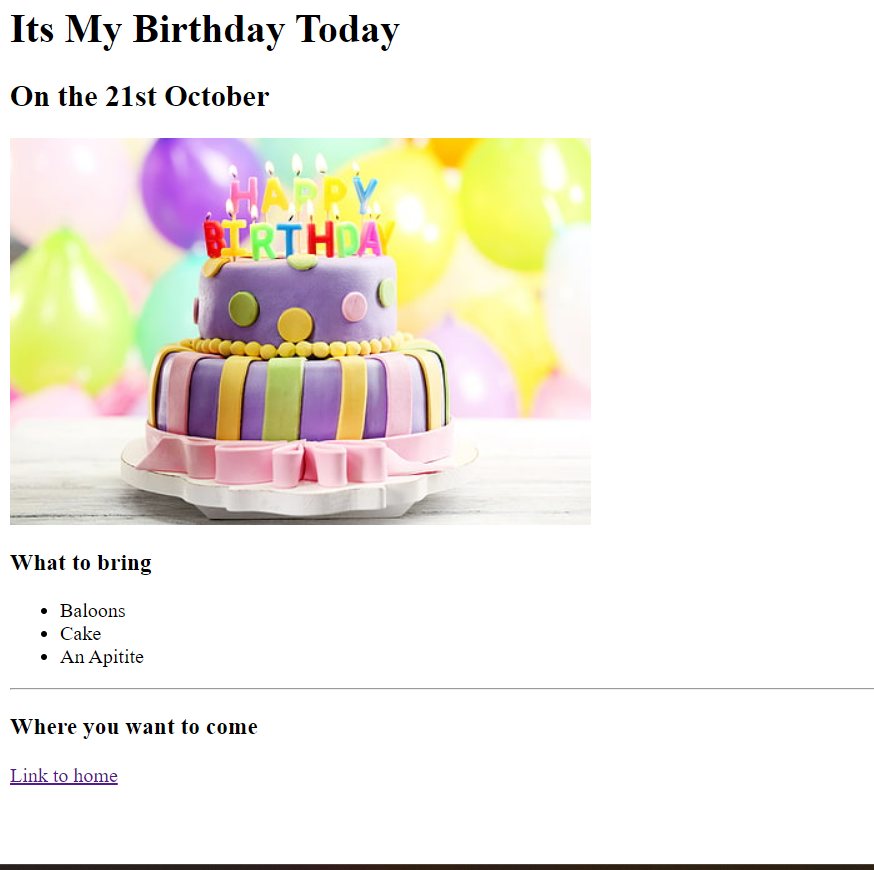 Its My Birthday Today
On the 21st October
HAPPY
BIRTHDAY
What to bring
Baloons
Cake
An Apitite
Where you want to come
Link to home